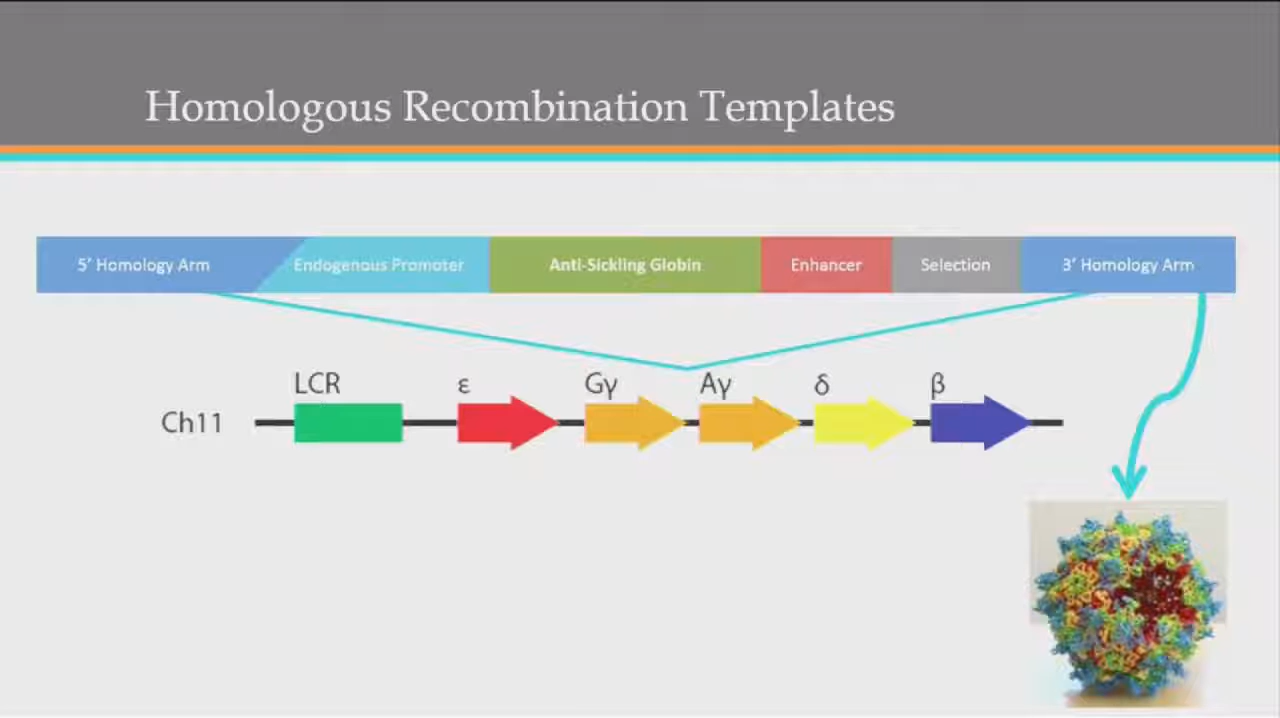 Homologous Recombination Templates
5' Homology Arm Endogenous Promoter Anti-Sickling Globin Enhancer Selection 3' Homology Arm
LCR ε Gγ Aγ δ β
Ch11